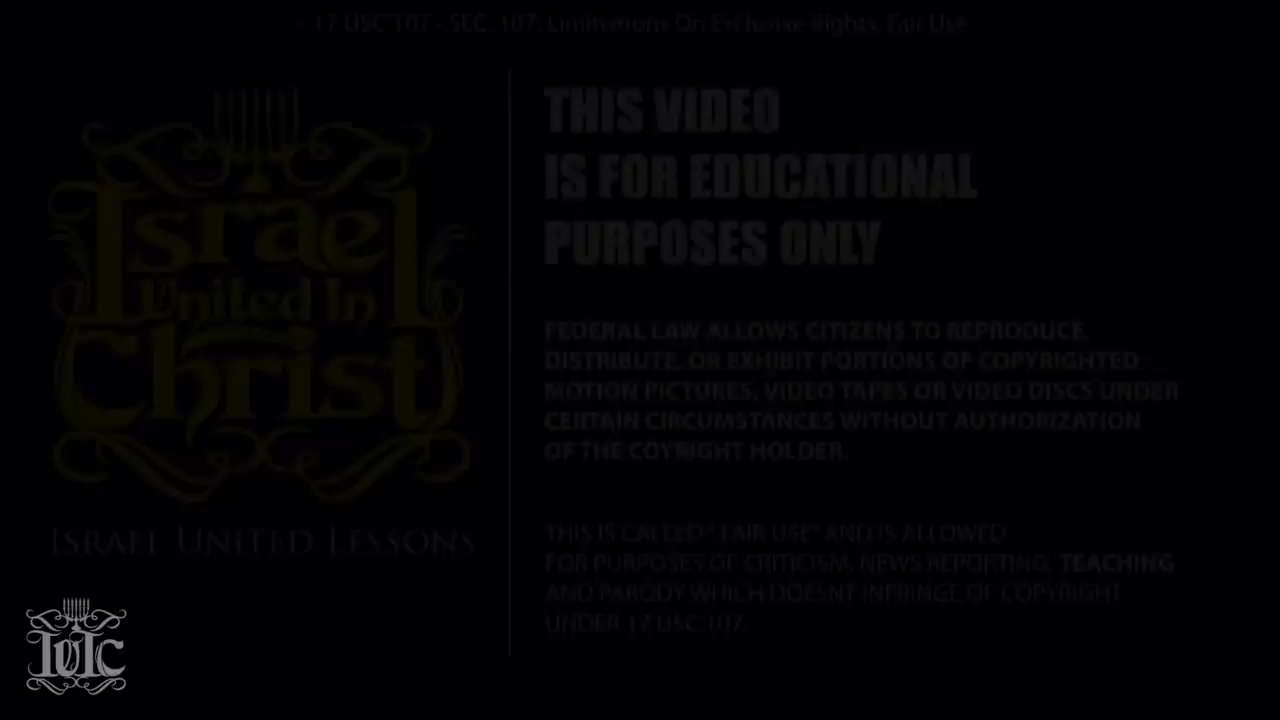 17 USC 107 - SEC. 107. Limitations On Exclusive Rights, Fair Use
Israel
United In
Christ
ISRAEL UNITED LESSONS
IUIC
THIS VIDEO
IS FOR EDUCATIONAL
PURPOSES ONLY
FEDERAL LAW ALLOWS CITIZENS TO REPRODUCE,
DISTRIBUTE, OR EXHIBIT PORTIONS OF COPYRIGHTED
MOTION PICTURES, VIDEO TAPES OR VIDEO DISCS UNDER
CERTAIN CIRCUMSTANCES WITHOUT AUTHORIZATION
OF THE COYRIGHT HOLDER.
THIS IS CALLED "FAIR USE" AND IS ALLOWED
FOR PURPOSES OF CRITICISM, NEWS REPORTING, TEACHING
AND PARODY WHICH DOESNT INFRINGE OF COPYRIGHT
UNDER 17 USC 107.